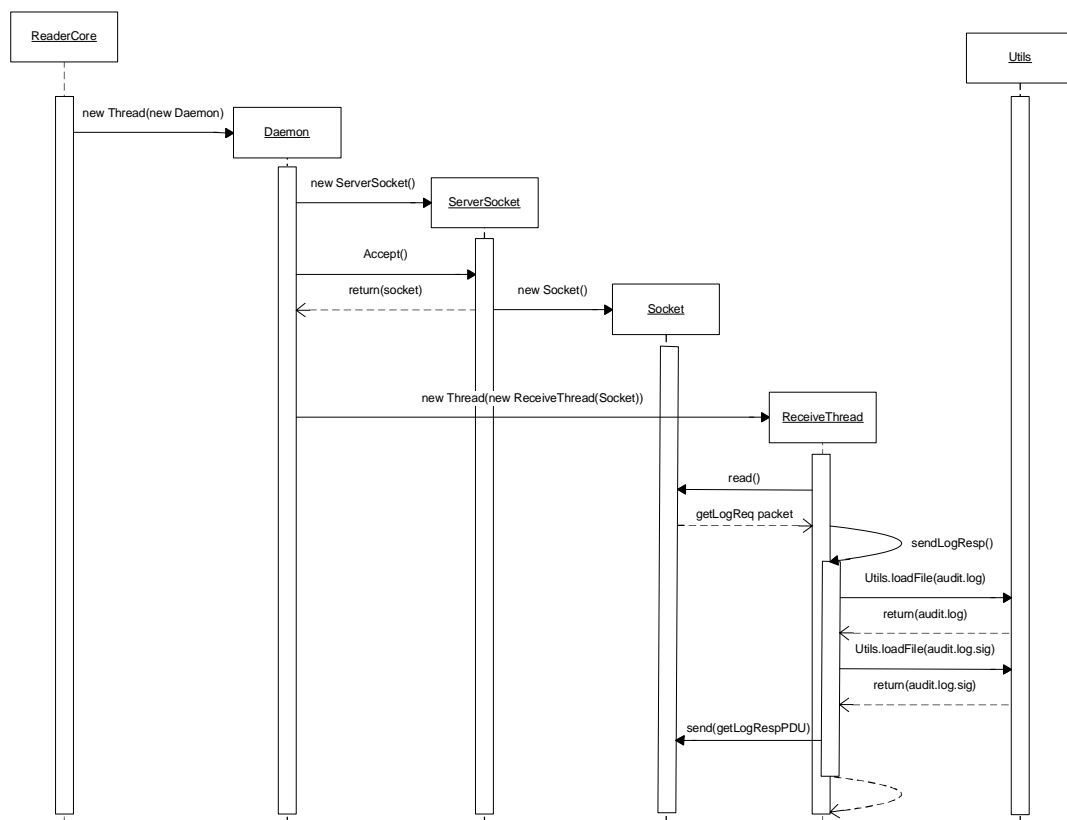 ReaderCore
Utils
new Thread(new Daemon)
Daemon
new ServerSocket()
ServerSocket
Accept()
return(socket)
new Socket()
Socket
new Thread(new ReceiveThread(Socket))
ReceiveThread
read()
getLogReq packet
sendLogResp()
Utils.loadFile(audit.log)
return(audit.log)
Utils.loadFile(audit.log.sig)
return(audit.log.sig)
send(getLogRespPDU)